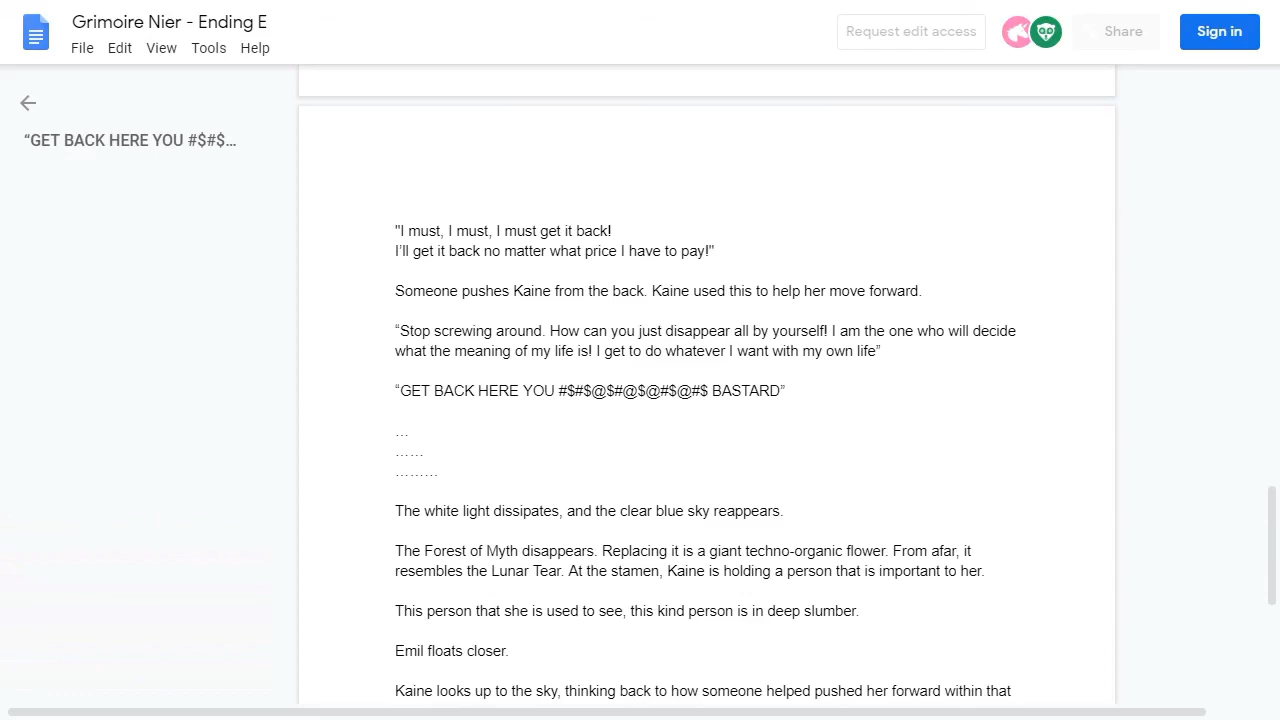 Grimoire Nier - Ending E
File Edit View Tools Help
Request edit access
Share
Sign in
“GET BACK HERE YOU #$#$...
"I must, I must, I must get it back!
I’ll get it back no matter what price I have to pay!"
Someone pushes Kaine from the back. Kaine used this to help her move forward.
“Stop screwing around. How can you just disappear all by yourself! I am the one who will decide
what the meaning of my life is! I get to do whatever I want with my own life”
“GET BACK HERE YOU #$#$@$#@$@#$@#$ BASTARD”
…
……
………
The white light dissipates, and the clear blue sky reappears.
The Forest of Myth disappears. Replacing it is a giant techno-organic flower. From afar, it
resembles the Lunar Tear. At the stamen, Kaine is holding a person that is important to her.
This person that she is used to see, this kind person is in deep slumber.
Emil floats closer.
Kaine looks up to the sky, thinking back to how someone helped pushed her forward within that